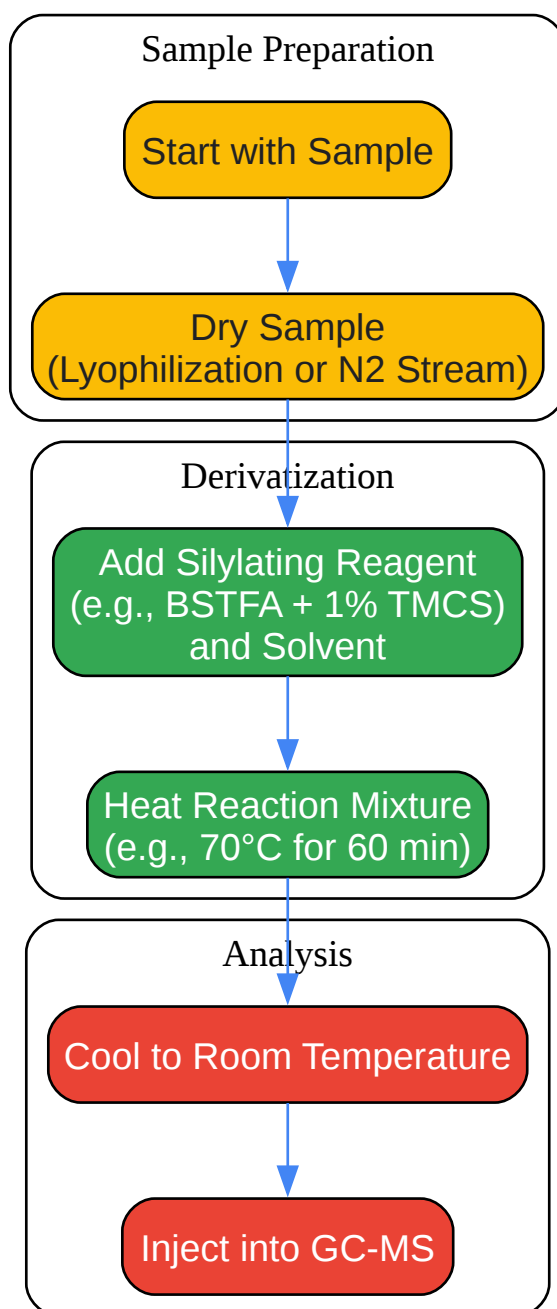 Sample Preparation
Start with Sample
Dry Sample
(Lyophilization or N2 Stream)
Derivatization
Add Silylating Reagent
(e.g., BSTFA + 1% TMCS)
and Solvent
Heat Reaction Mixture
(e.g., 70°C for 60 min)
Analysis
Cool to Room Temperature
Inject into GC-MS